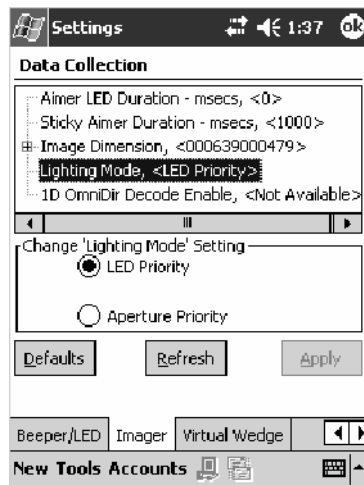 Settings 1:37 ok
Data Collection
Aimer LED Duration - msecs, <0>
Sticky Aimer Duration - msecs, <1000>
Image Dimension, <000639000479>
Lighting Mode, <LED Priority>
1D OmniDir Decode Enable, <Not Available>
Change 'Lighting Mode' Setting
LED Priority
Aperture Priority
Defaults Refresh Apply
Beeper/LED Imager Virtual Wedge
New Tools Accounts